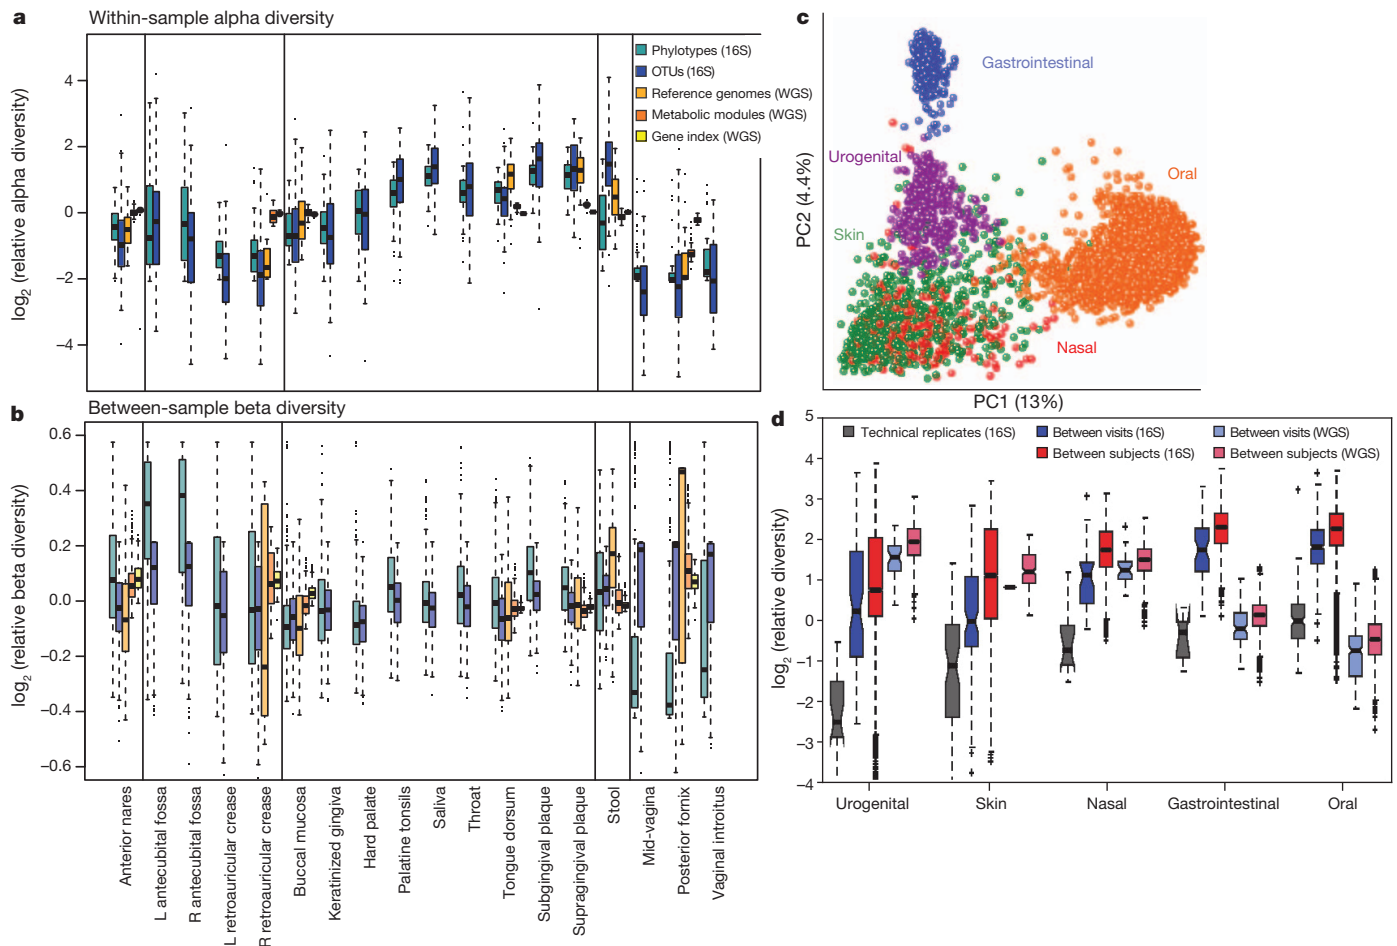 a Within-sample alpha diversity
log2 (relative alpha diversity)
4
2
0
−2
−4
Phylotypes (16S)
OTUs (16S)
Reference genomes (WGS)
Metabolic modules (WGS)
Gene index (WGS)
b Between-sample beta diversity
log2 (relative beta diversity)
0.6
0.4
0.2
0.0
−0.2
−0.4
−0.6
Anterior nares
L antecubital fossa
R antecubital fossa
L retroauricular crease
R retroauricular crease
Buccal mucosa
Keratinized gingiva
Hard palate
Palatine tonsils
Saliva
Throat
Tongue dorsum
Subgingival plaque
Supragingival plaque
Stool
Mid-vagina
Posterior fornix
Vaginal introitus
c
PC2 (4.4%)
Gastrointestinal
Urogenital
Oral
Skin
Nasal
PC1 (13%)
d
log2 (relative diversity)
5
4
3
2
1
0
−1
−2
−3
−4
Technical replicates (16S)
Between visits (16S)
Between subjects (16S)
Between visits (WGS)
Between subjects (WGS)
Urogenital
Skin
Nasal
Gastrointestinal
Oral